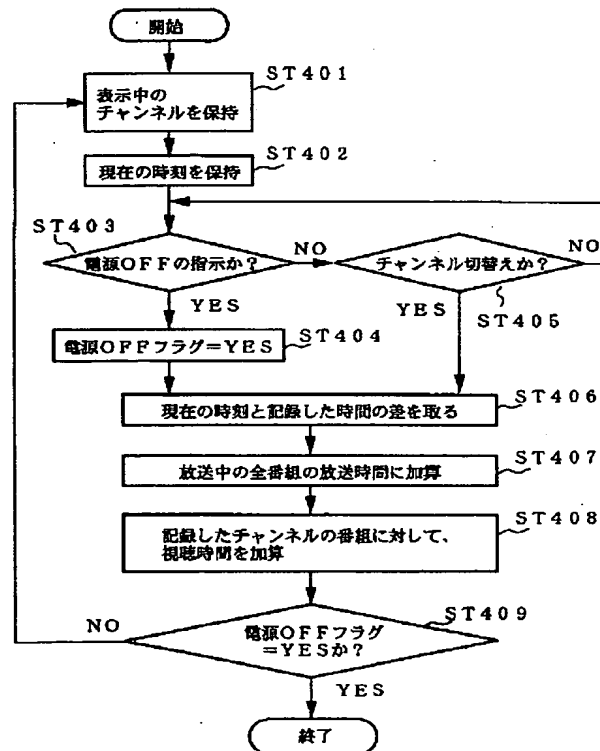 開始
ST401
表示中の
チャンネルを保持
ST402
現在の時刻を保持
ST403
電源OFFの指示か?
NO
チャンネル切替えか?
NO
YES
YES
ST405
ST404
電源OFFフラグ=YES
ST406
現在の時刻と記録した時間の差を取る
ST407
放送中の全番組の放送時間に加算
ST408
記録したチャンネルの番組に対して、
視聴時間を加算
ST409
NO
電源OFFフラグ
=YESか?
YES
終了